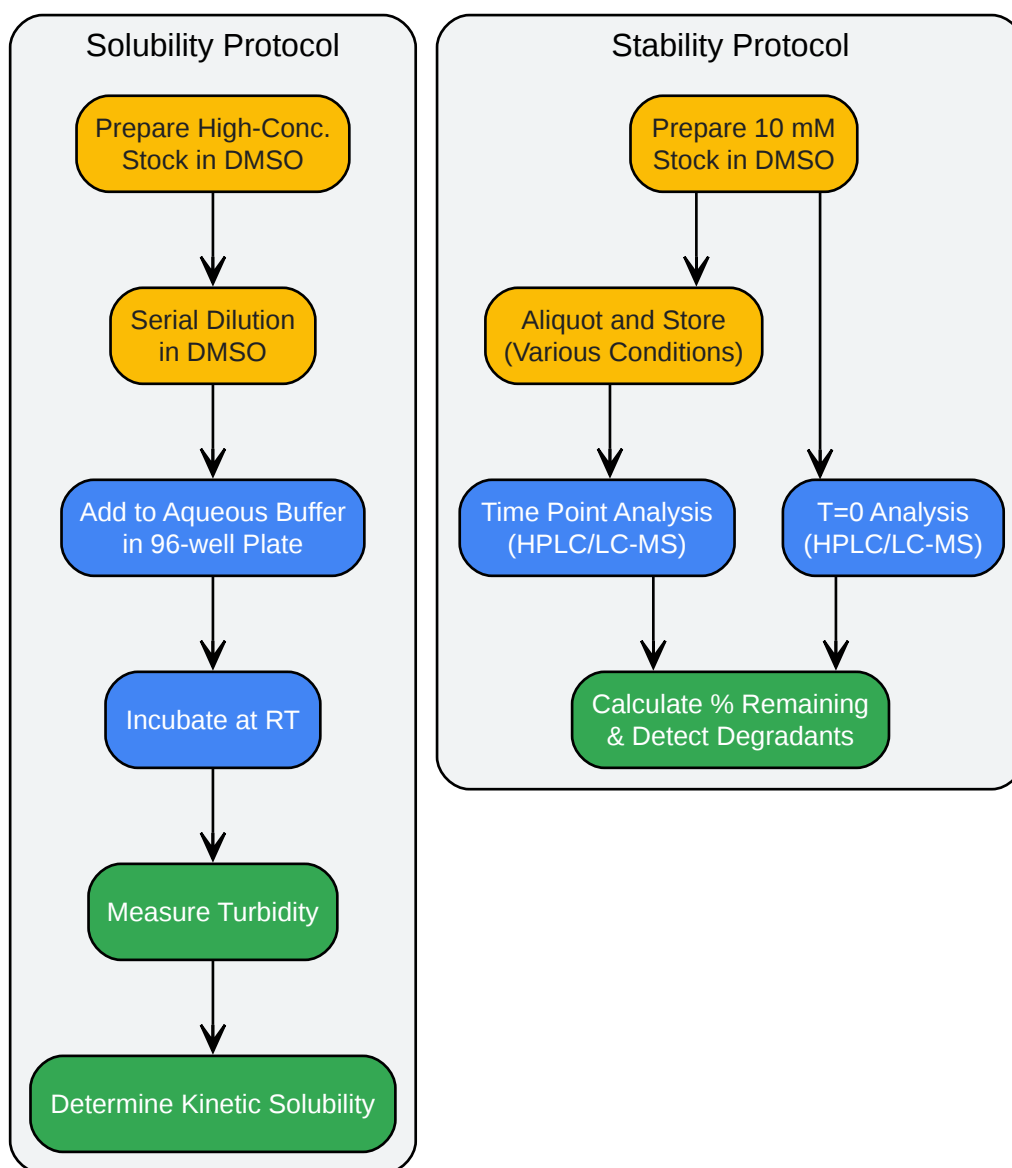 Solubility Protocol
Prepare High-Conc.
Stock in DMSO
Serial Dilution
in DMSO
Add to Aqueous Buffer
in 96-well Plate
Incubate at RT
Measure Turbidity
Determine Kinetic Solubility
Stability Protocol
Prepare 10 mM
Stock in DMSO
Aliquot and Store
(Various Conditions)
Time Point Analysis
(HPLC/LC-MS)
T=0 Analysis
(HPLC/LC-MS)
Calculate % Remaining
& Detect Degradants